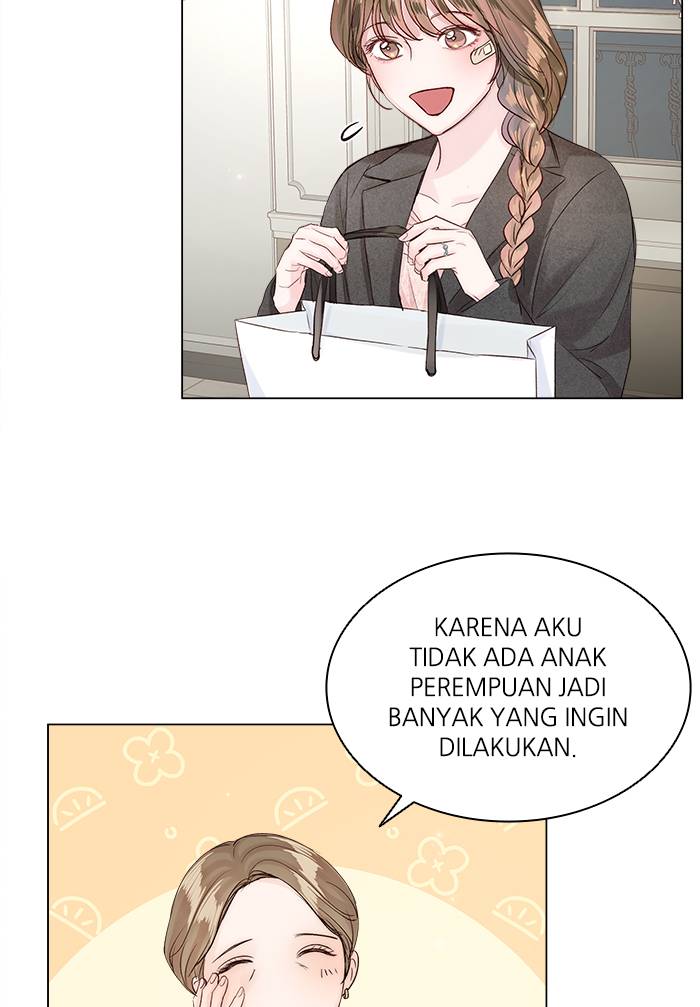 KARENA AKU
TIDAK ADA ANAK
PEREMPUAN JADI
BANYAK YANG INGIN
DILAKUKAN.